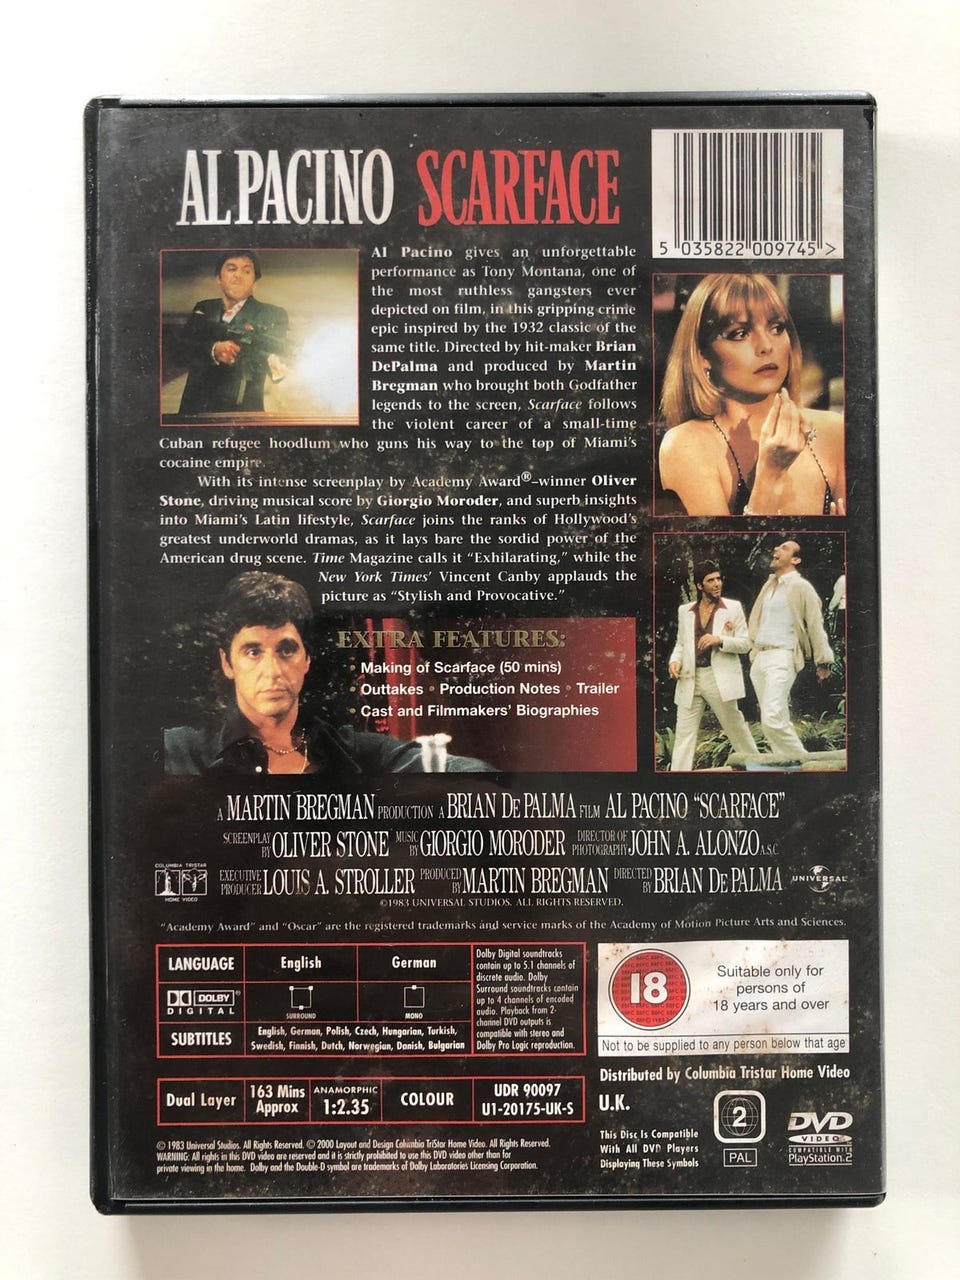 AL PACINO SCARFACE
5 035822 009745 >
Al Pacino gives an unforgettable
performance as Tony Montana, one of
the most ruthless gangsters ever
depicted on film, in this gripping crime
epic inspired by the 1932 classic of the
same title. Directed by hit-maker Brian
DePalma and produced by Martin
Bregman who brought both Godfather
legends to the screen, Scarface follows
the violent career of a small-time
Cuban refugee hoodlum who guns his way to the top of Miami's
cocaine empire.
With its intense screenplay by Academy Award®-winner Oliver
Stone, driving musical score by Giorgio Moroder, and superb insights
into Miami's Latin lifestyle, Scarface joins the ranks of Hollywood's
greatest underworld dramas, as it lays bare the sordid power of the
American drug scene. Time Magazine calls it "Exhilarating," while the
New York Times' Vincent Canby applauds the
picture as "Stylish and Provocative."
EXTRA FEATURES:
• Making of Scarface (50 mins)
• Outtakes • Production Notes • Trailer
• Cast and Filmmakers' Biographies
A MARTIN BREGMAN PRODUCTION A BRIAN DE PALMA FILM AL PACINO "SCARFACE"
SCREENPLAY BY OLIVER STONE MUSIC BY GIORGIO MORODER DIRECTOR OF PHOTOGRAPHY JOHN A. ALONZO A.S.C.
EXECUTIVE PRODUCER LOUIS A. STROLLER PRODUCED BY MARTIN BREGMAN DIRECTED BY BRIAN DE PALMA
COLUMBIA TRISTAR
HOME VIDEO
UNIVERSAL
©1983 UNIVERSAL STUDIOS. ALL RIGHTS RESERVED.
"Academy Award" and "Oscar" are the registered trademarks and service marks of the Academy of Motion Picture Arts and Sciences.
LANGUAGE English German
DOLBY DIGITAL SURROUND MONO
SUBTITLES English, German, Polish, Czech, Hungarian, Turkish,
Swedish, Finnish, Dutch, Norwegian, Danish, Bulgarian
Dolby Digital soundtracks
contain up to 5.1 channels of
discrete audio. Dolby
Surround soundtracks contain
up to 4 channels of encoded
audio. Playback from 2-
channel DVD outputs is
compatible with stereo and
Dolby Pro Logic reproduction.
18
Suitable only for
persons of
18 years and over
Not to be supplied to any person below that age
Dual Layer 163 Mins Approx ANAMORPHIC 1:2.35 COLOUR UDR 90097
U1-20175-UK-S
Distributed by Columbia Tristar Home Video
U.K.
This Disc Is Compatible
With All DVD Players
Displaying These Symbols
2
PAL
DVD
VIDEO
COMPATIBLE WITH
PlayStation.2
© 1983 Universal Studios. All Rights Reserved. © 2000 Layout and Design Columbia TriStar Home Video. All Rights Reserved.
WARNING: All rights in this DVD video are reserved and it is strictly prohibited to use this DVD video other than for
private viewing in the home. Dolby and the Double-D symbol are trademarks of Dolby Laboratories Licensing Corporation.